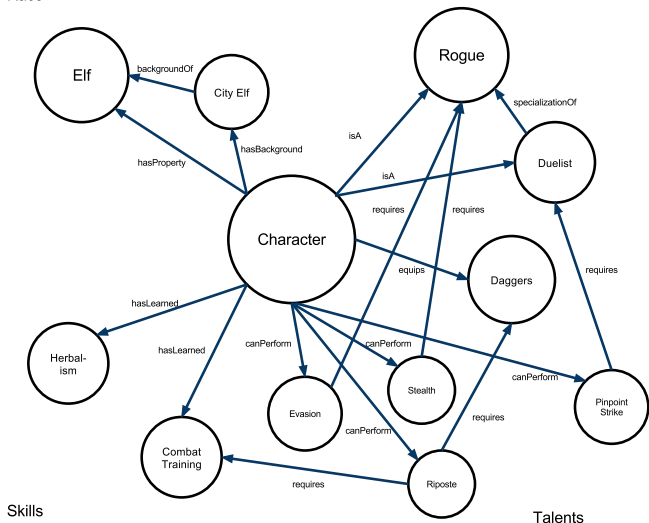 Rogue
Elf
backgroundOf
City Elf
specializationOf
isA
hasBackground
hasProperty
isA
Duelist
requires
requires
Character
equips
Daggers
requires
hasLearned
canPerform
canPerform
hasLearned
Herbal-
ism
canPerform
Stealth
Evasion
requires
Pinpoint
Strike
canPerform
Combat
Training
requires
Riposte
Skills
Talents